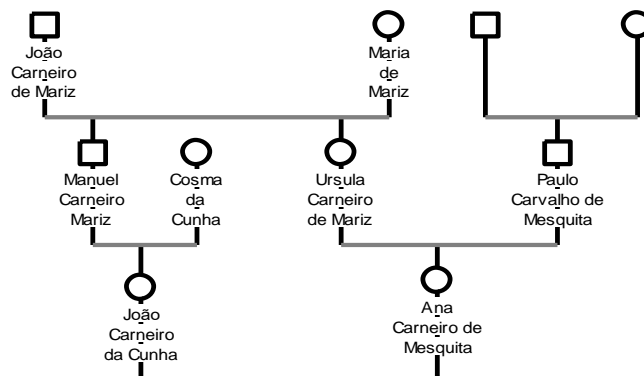 João
Carneiro
de Mariz
Maria
de
Mariz
Manuel
Carneiro
Mariz
Cosma
da
Cunha
Ursula
Carneiro
de Mariz
Paulo
Carvalho de
Mesquita
João
Carneiro
da Cunha
Ana
Carneiro de
Mesquita